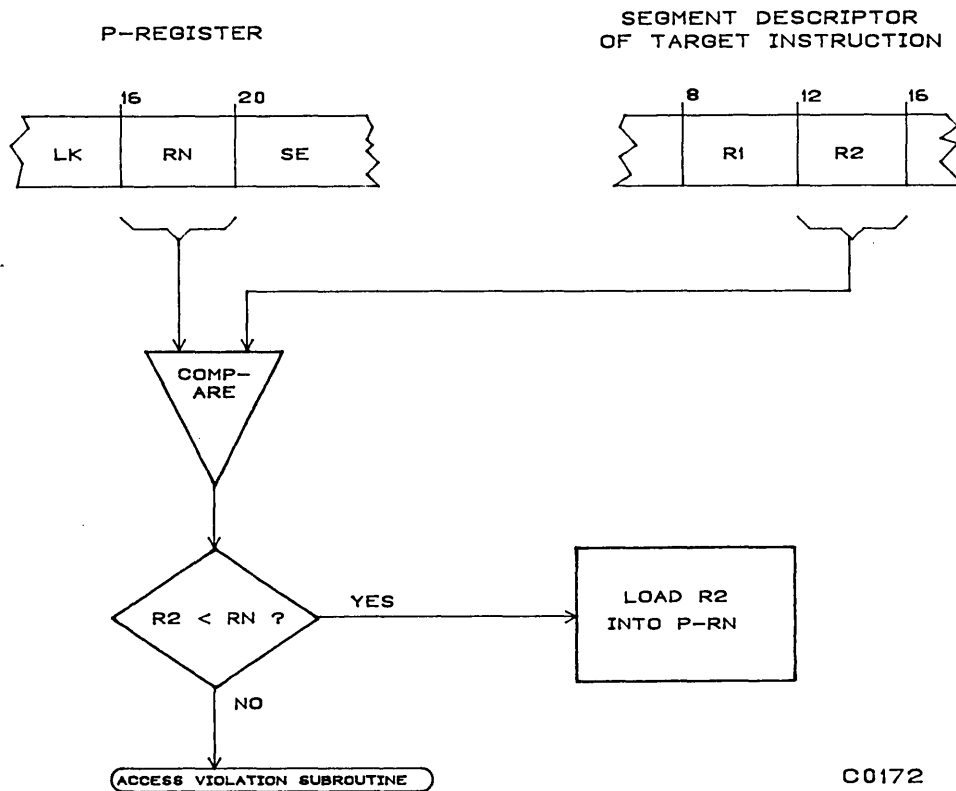 P-REGISTER
SEGMENT DESCRIPTOR
OF TARGET INSTRUCTION
16 20
LK RN SE
8 12 16
R1 R2
COMP-
ARE
R2 < RN ?
YES
LOAD R2
INTO P-RN
NO
ACCESS VIOLATION SUBROUTINE
C0172